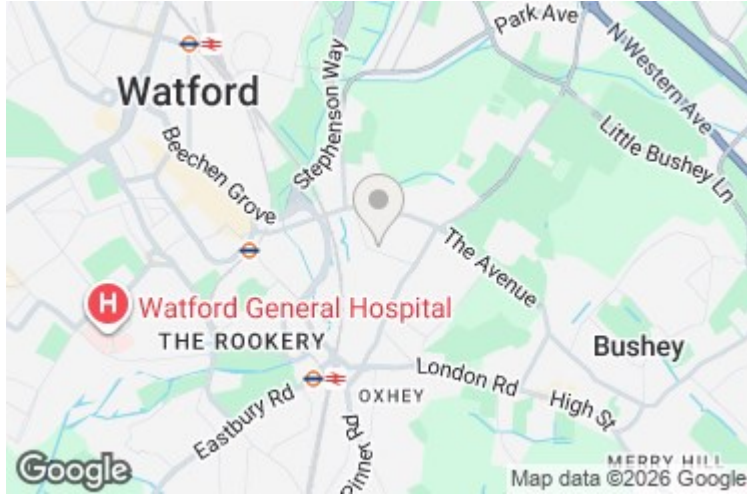 Park Ave
N Western Ave
Watford
Stephenson Way
Little Bushey Ln
Beechen Grove
The Avenue
H
Watford General Hospital
THE ROOKERY
Bushey
London Rd
OXHEY
High St
Eastbury Rd
Pinner Rd
MERRY HILL
Google
Map data ©2026 Google